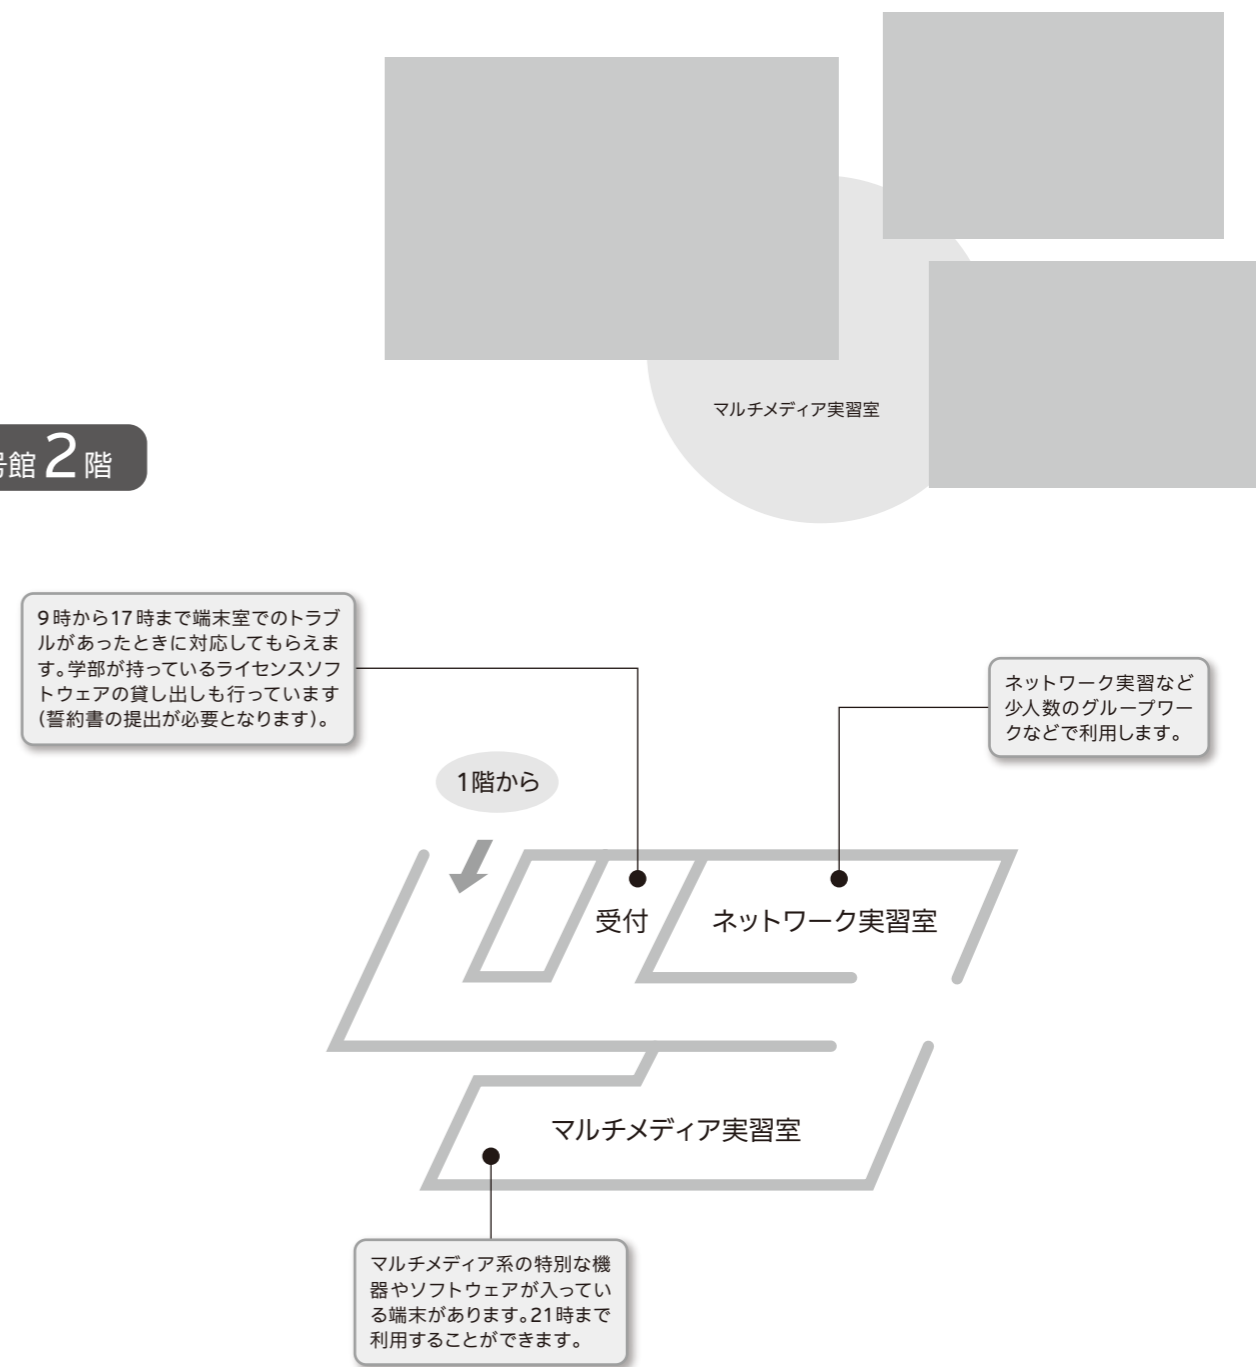 マルチメディア実習室
号館2階
9時から17時まで端末室でのトラブ
ルがあったときに対応してもらえま
す。学部が持っているライセンスソフ
トウェアの貸し出しも行っています
(誓約書の提出が必要となります)。
ネットワーク実習など
少人数のグループワー
クなどで利用します。
1階から
受付
ネットワーク実習室
マルチメディア実習室
マルチメディア系の特別な機
器やソフトウェアが入ってい
る端末があります。21時まで
利用することができます。